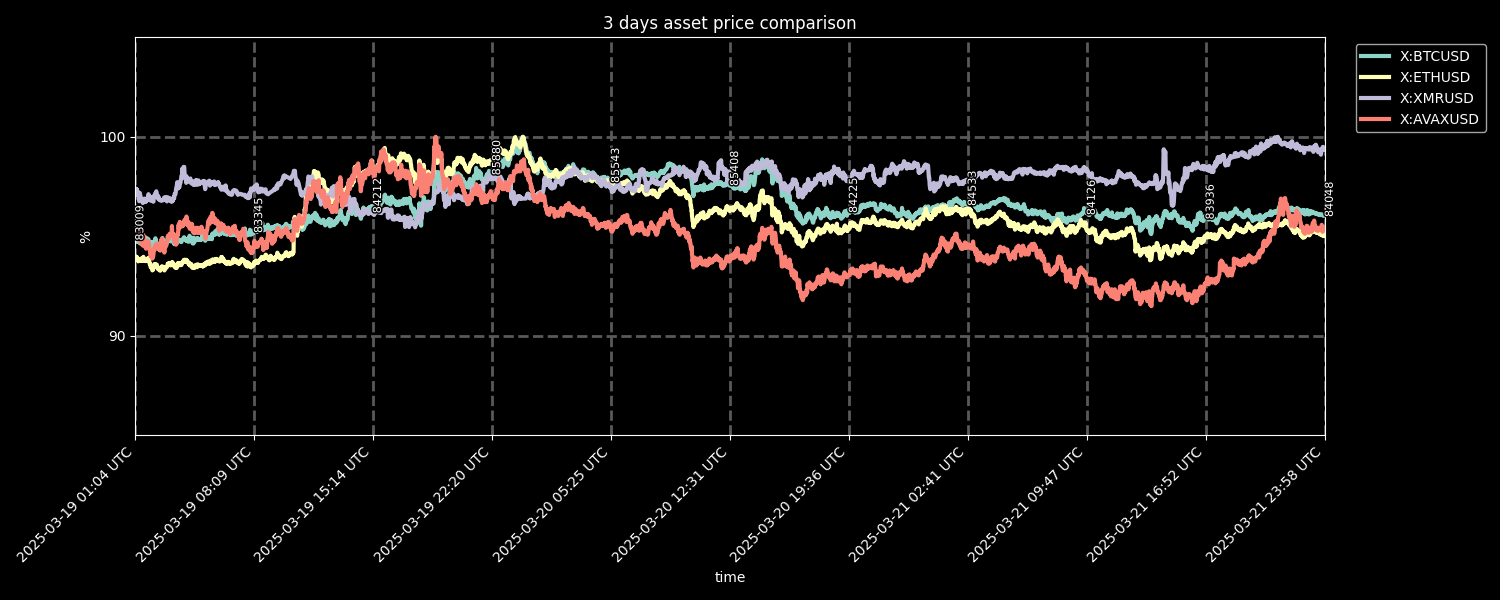 3 days asset price comparison
X:BTCUSD
X:ETHUSD
X:XMRUSD
X:AVAXUSD
100
90
%
83009
83345
84212
85880
85543
85408
84225
84533
84126
83936
84048
2025-03-19 01:04 UTC
2025-03-19 08:09 UTC
2025-03-19 15:14 UTC
2025-03-19 22:20 UTC
2025-03-20 05:25 UTC
2025-03-20 12:31 UTC
2025-03-20 19:36 UTC
2025-03-21 02:41 UTC
2025-03-21 09:47 UTC
2025-03-21 16:52 UTC
2025-03-21 23:58 UTC
time